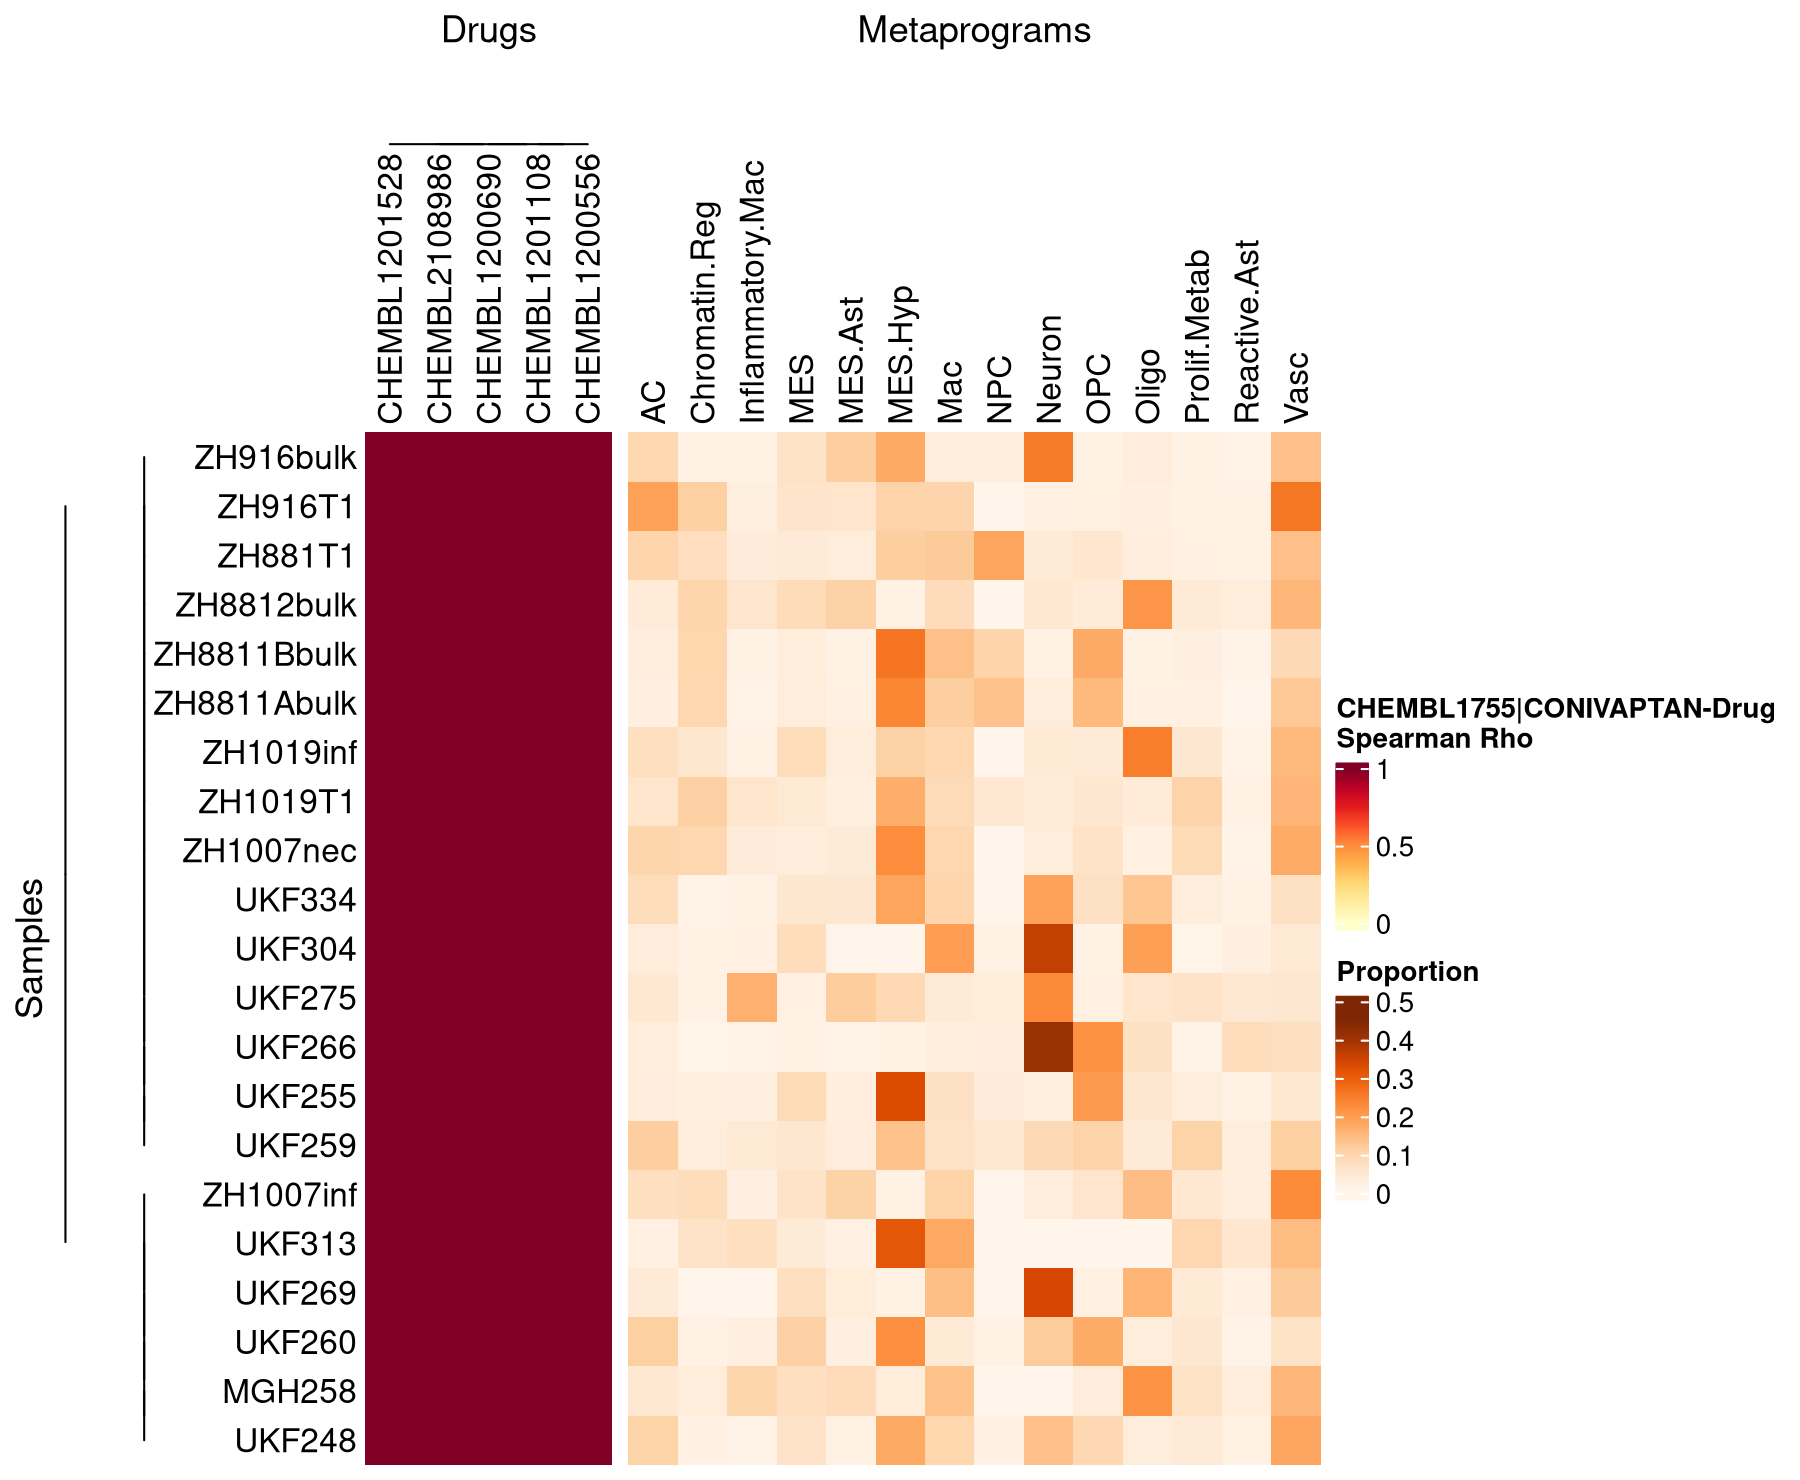 Drugs
Metaprograms
CHEMBL1201528
CHEMBL2108986
CHEMBL1200690
CHEMBL1201108
CHEMBL1200556
AC
Chromatin.Reg
Inflammatory.Mac
MES
MES.Ast
MES.Hyp
Mac
NPC
Neuron
OPC
Oligo
Prolif.Metab
Reactive.Ast
Vasc
Samples
ZH916bulk
ZH916T1
ZH881T1
ZH8812bulk
ZH8811Bbulk
ZH8811Abulk
ZH1019inf
ZH1019T1
ZH1007nec
UKF334
UKF304
UKF275
UKF266
UKF255
UKF259
ZH1007inf
UKF313
UKF269
UKF260
MGH258
UKF248
CHEMBL1755|CONIVAPTAN-Drug
Spearman Rho
1
0.5
0
Proportion
0.5
0.4
0.3
0.2
0.1
0